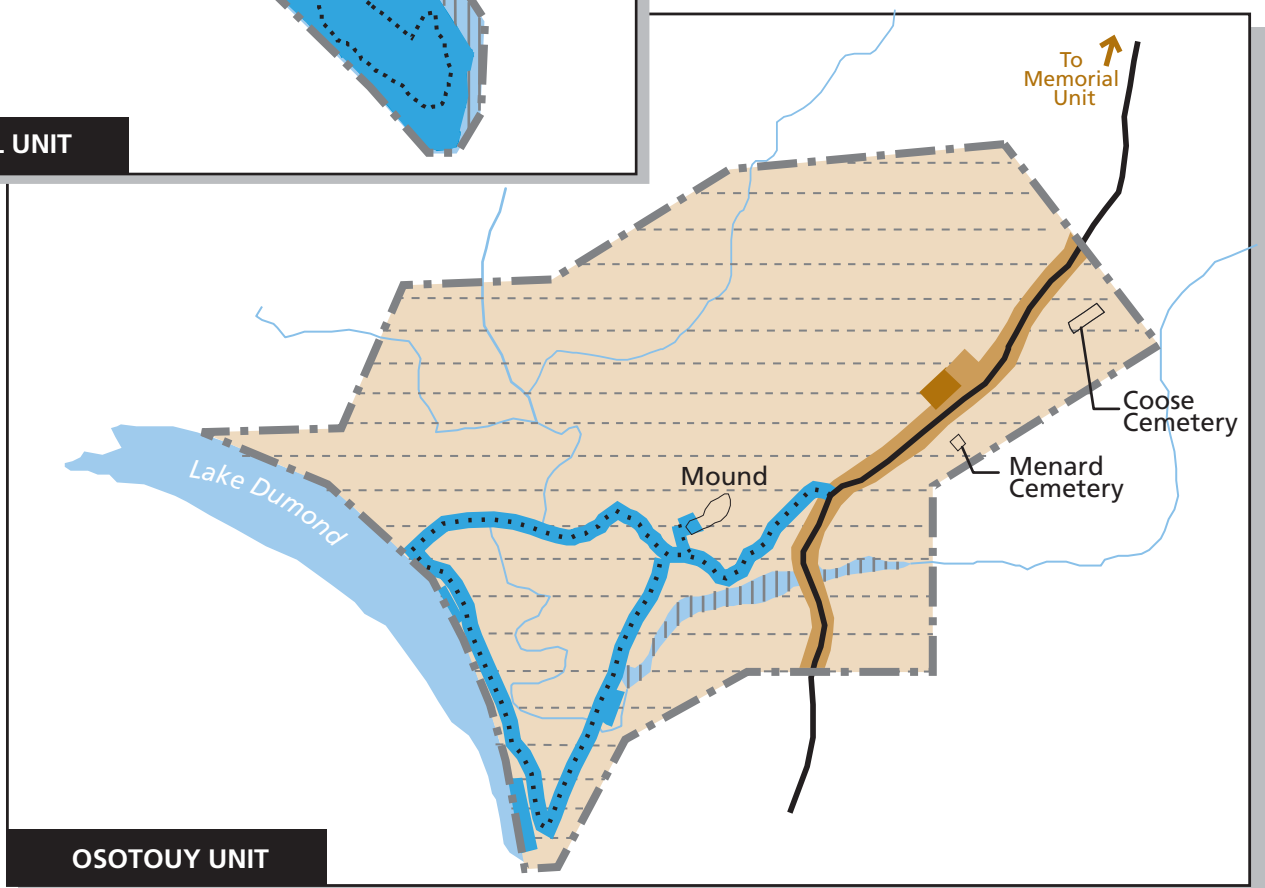 L UNIT
To
Memorial
Unit
Coose
Cemetery
Menard
Cemetery
Mound
Lake Dumond
OSOTOUY UNIT